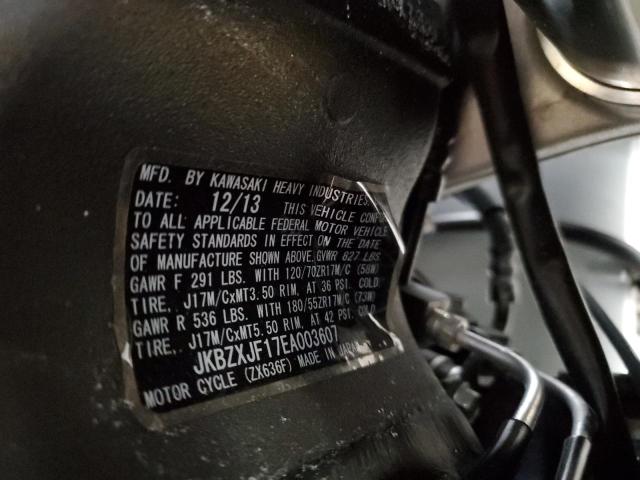 MFD. BY KAWASAKI HEAVY INDUSTRIES
DATE: 12/13 THIS VEHICLE CONF
TO ALL APPLICABLE FEDERAL MOTOR VEHICLE
SAFETY STANDARDS IN EFFECT ON THE DATE
OF MANUFACTURE SHOWN ABOVE. GVWR 827 LBS.
GAWR F 291 LBS. WITH 120/70ZR17M/C (58W)
TIRE, J17M/CxMT3.50 RIM, AT 36 PSI. COLD
GAWR R 536 LBS. WITH 180/55ZR17M/C (73W)
TIRE, J17M/CxMT5.50 RIM, AT 42 PSI. COLD
JKBZXJF17EA003607
MOTOR CYCLE (ZX636F) MADE IN JAPAN